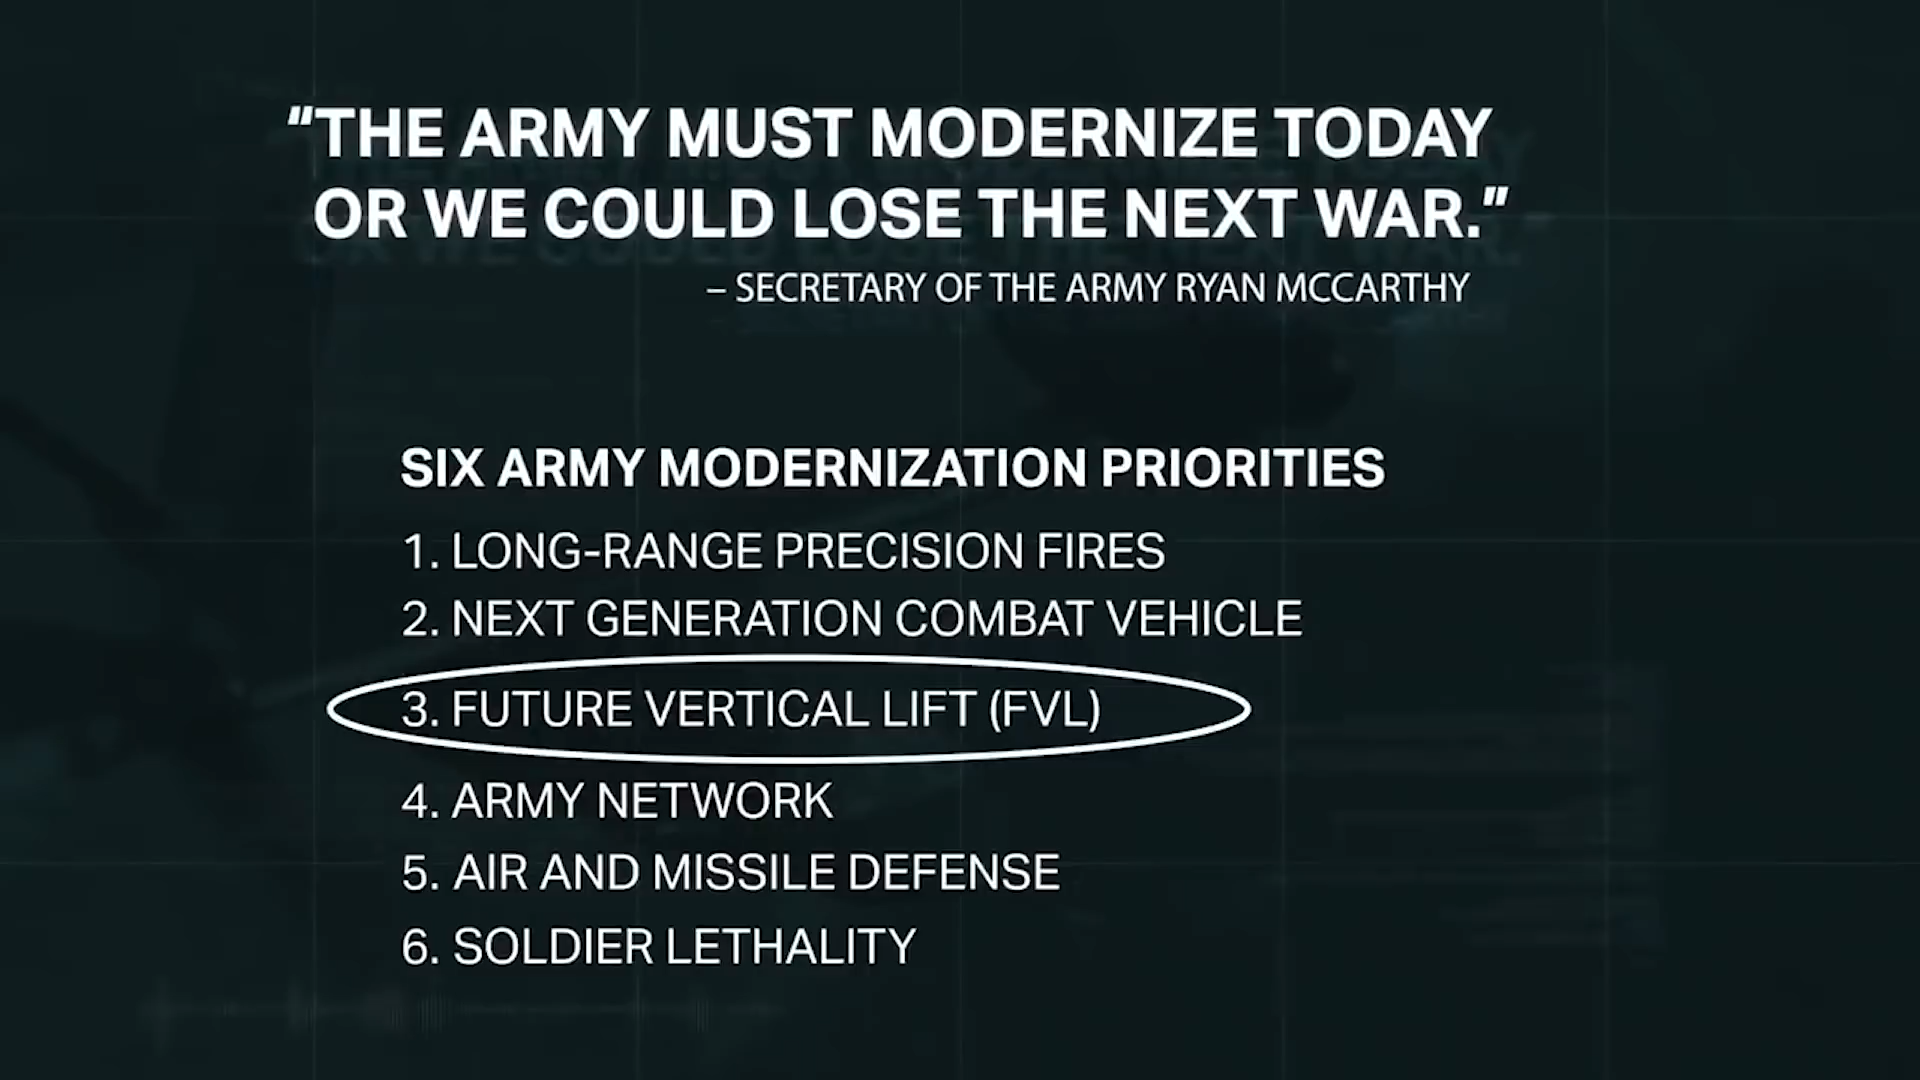 "THE ARMY MUST MODERNIZE TODAY
OR WE COULD LOSE THE NEXT WAR."
– SECRETARY OF THE ARMY RYAN MCCARTHY
SIX ARMY MODERNIZATION PRIORITIES
1. LONG-RANGE PRECISION FIRES
2. NEXT GENERATION COMBAT VEHICLE
3. FUTURE VERTICAL LIFT (FVL)
4. ARMY NETWORK
5. AIR AND MISSILE DEFENSE
6. SOLDIER LETHALITY